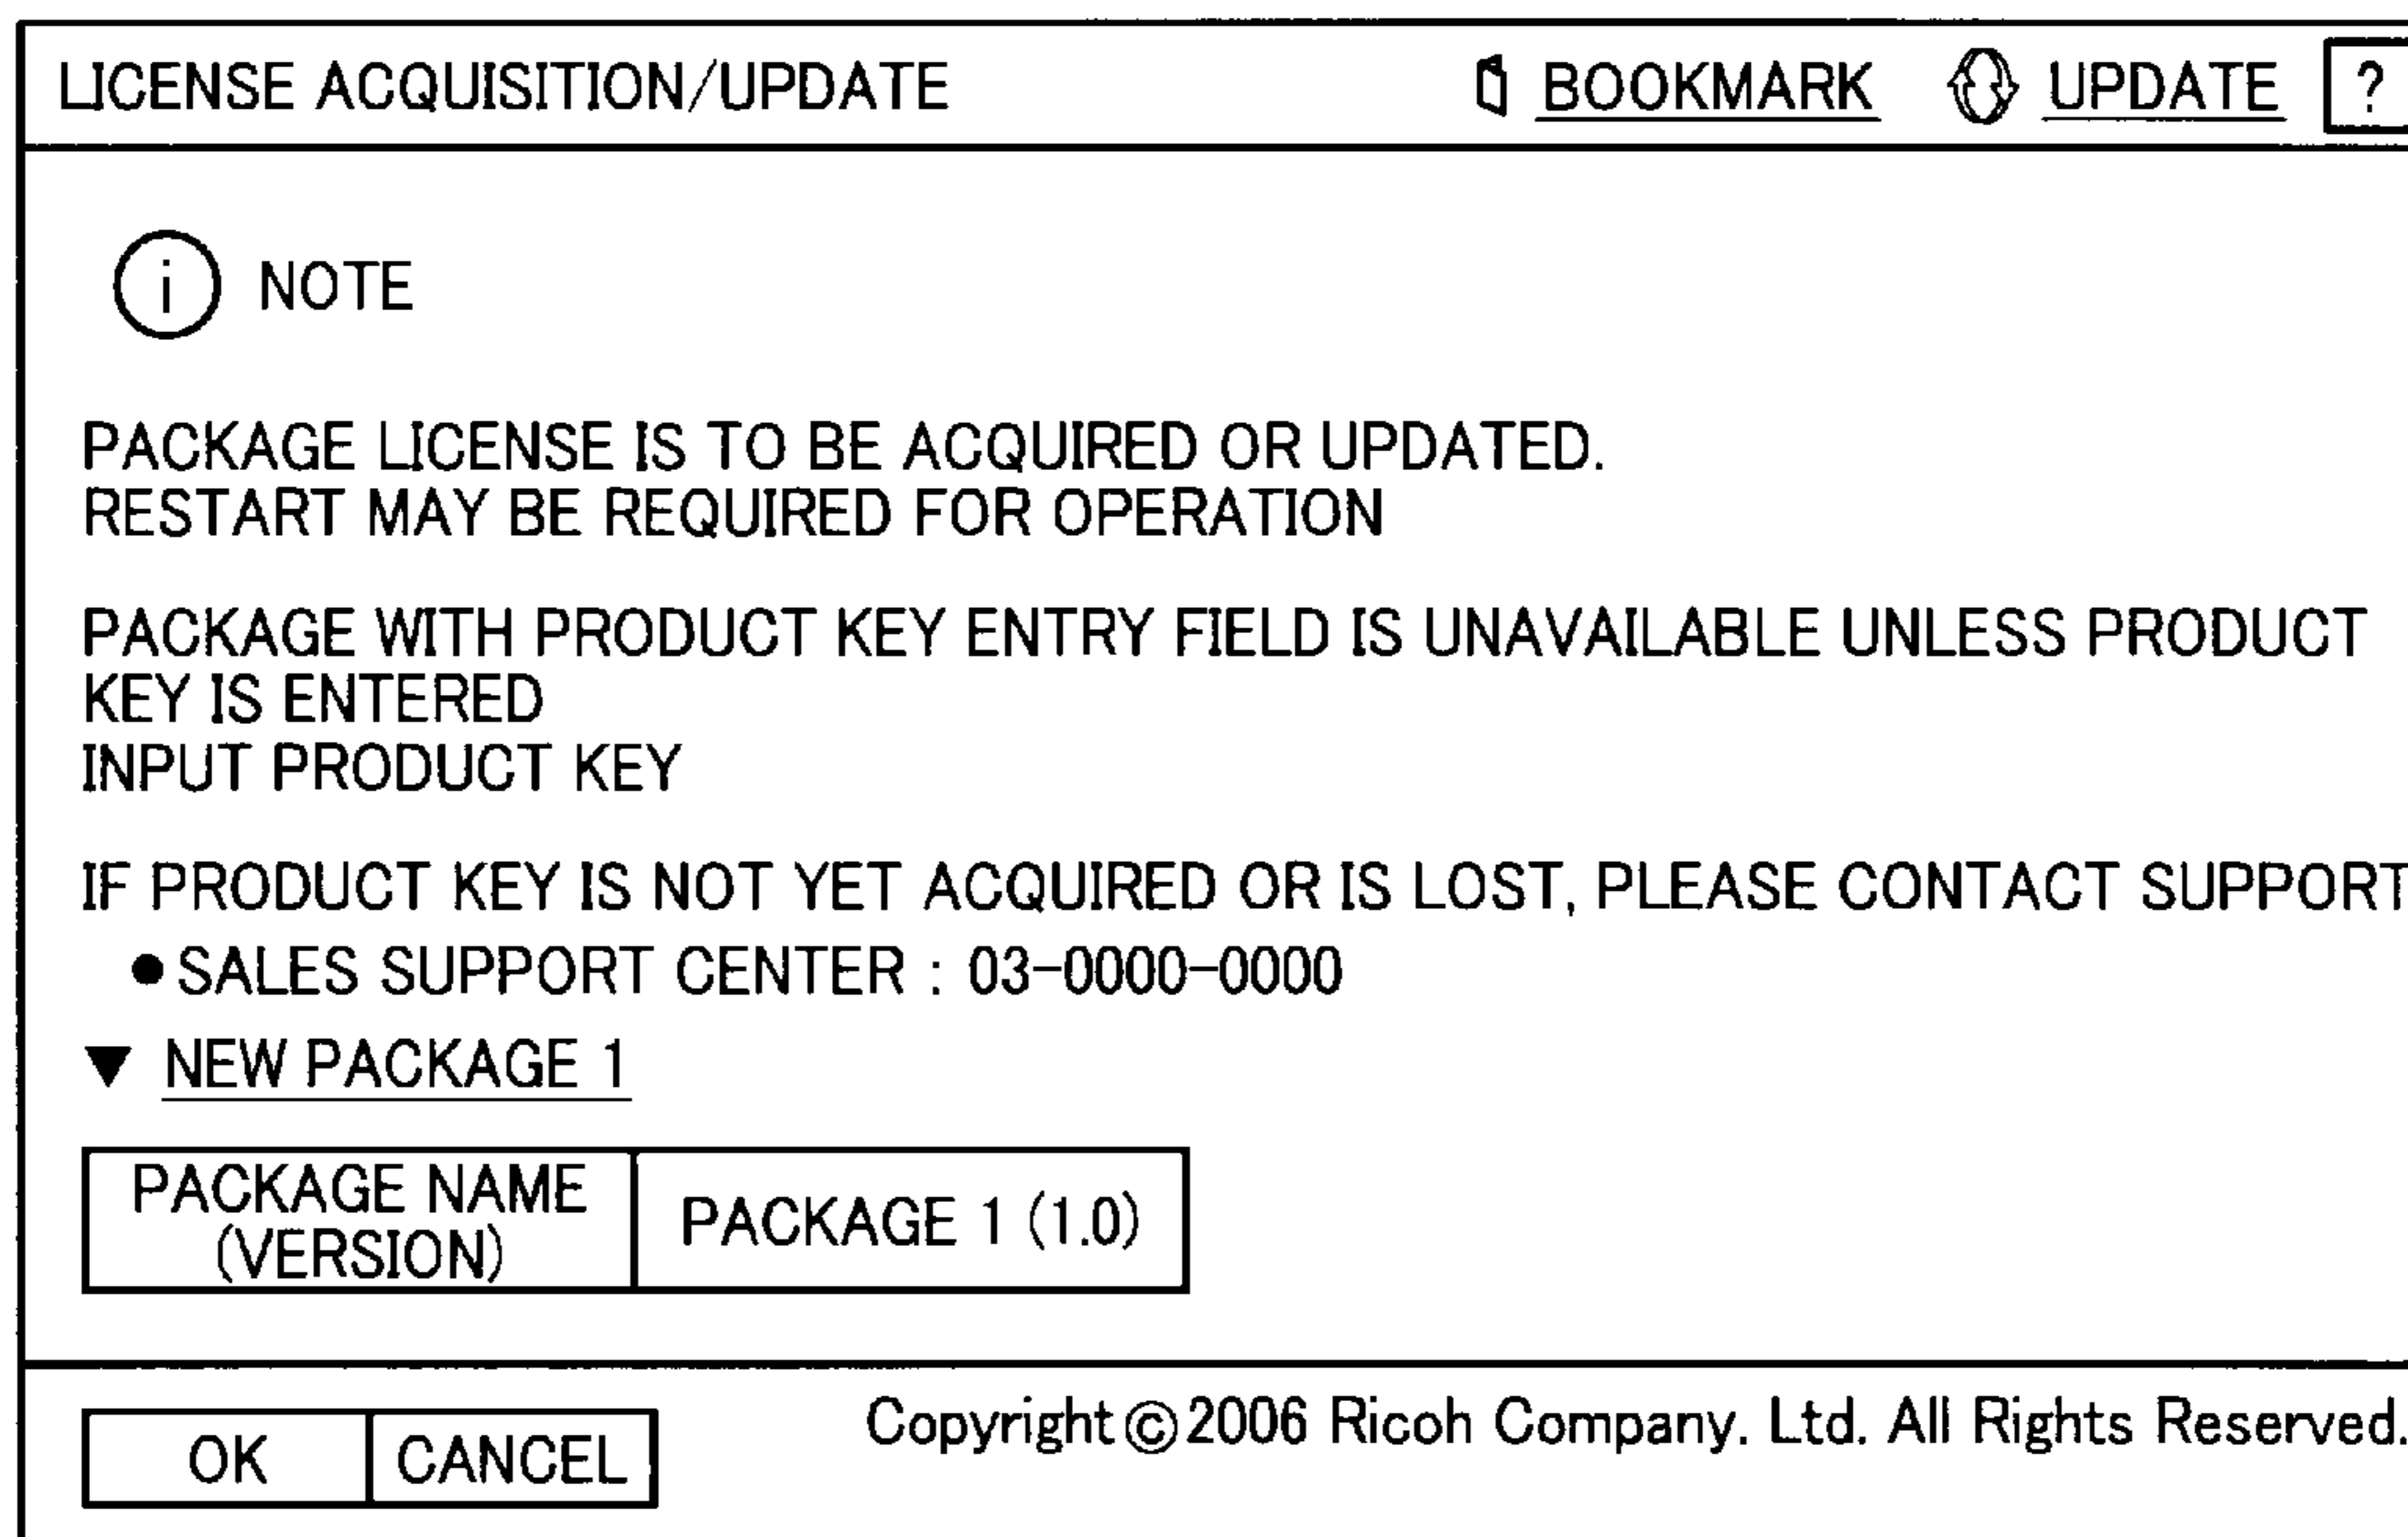 LICENSE ACQUISITION/UPDATE BOOKMARK UPDATE ?
i NOTE
PACKAGE LICENSE IS TO BE ACQUIRED OR UPDATED.
RESTART MAY BE REQUIRED FOR OPERATION
PACKAGE WITH PRODUCT KEY ENTRY FIELD IS UNAVAILABLE UNLESS PRODUCT
KEY IS ENTERED
INPUT PRODUCT KEY
IF PRODUCT KEY IS NOT YET ACQUIRED OR IS LOST, PLEASE CONTACT SUPPORT
● SALES SUPPORT CENTER : 03-0000-0000
▼ NEW PACKAGE 1
PACKAGE NAME
(VERSION)
PACKAGE 1 (1.0)
Copyright ©2006 Ricoh Company. Ltd. All Rights Reserved.
OK CANCEL